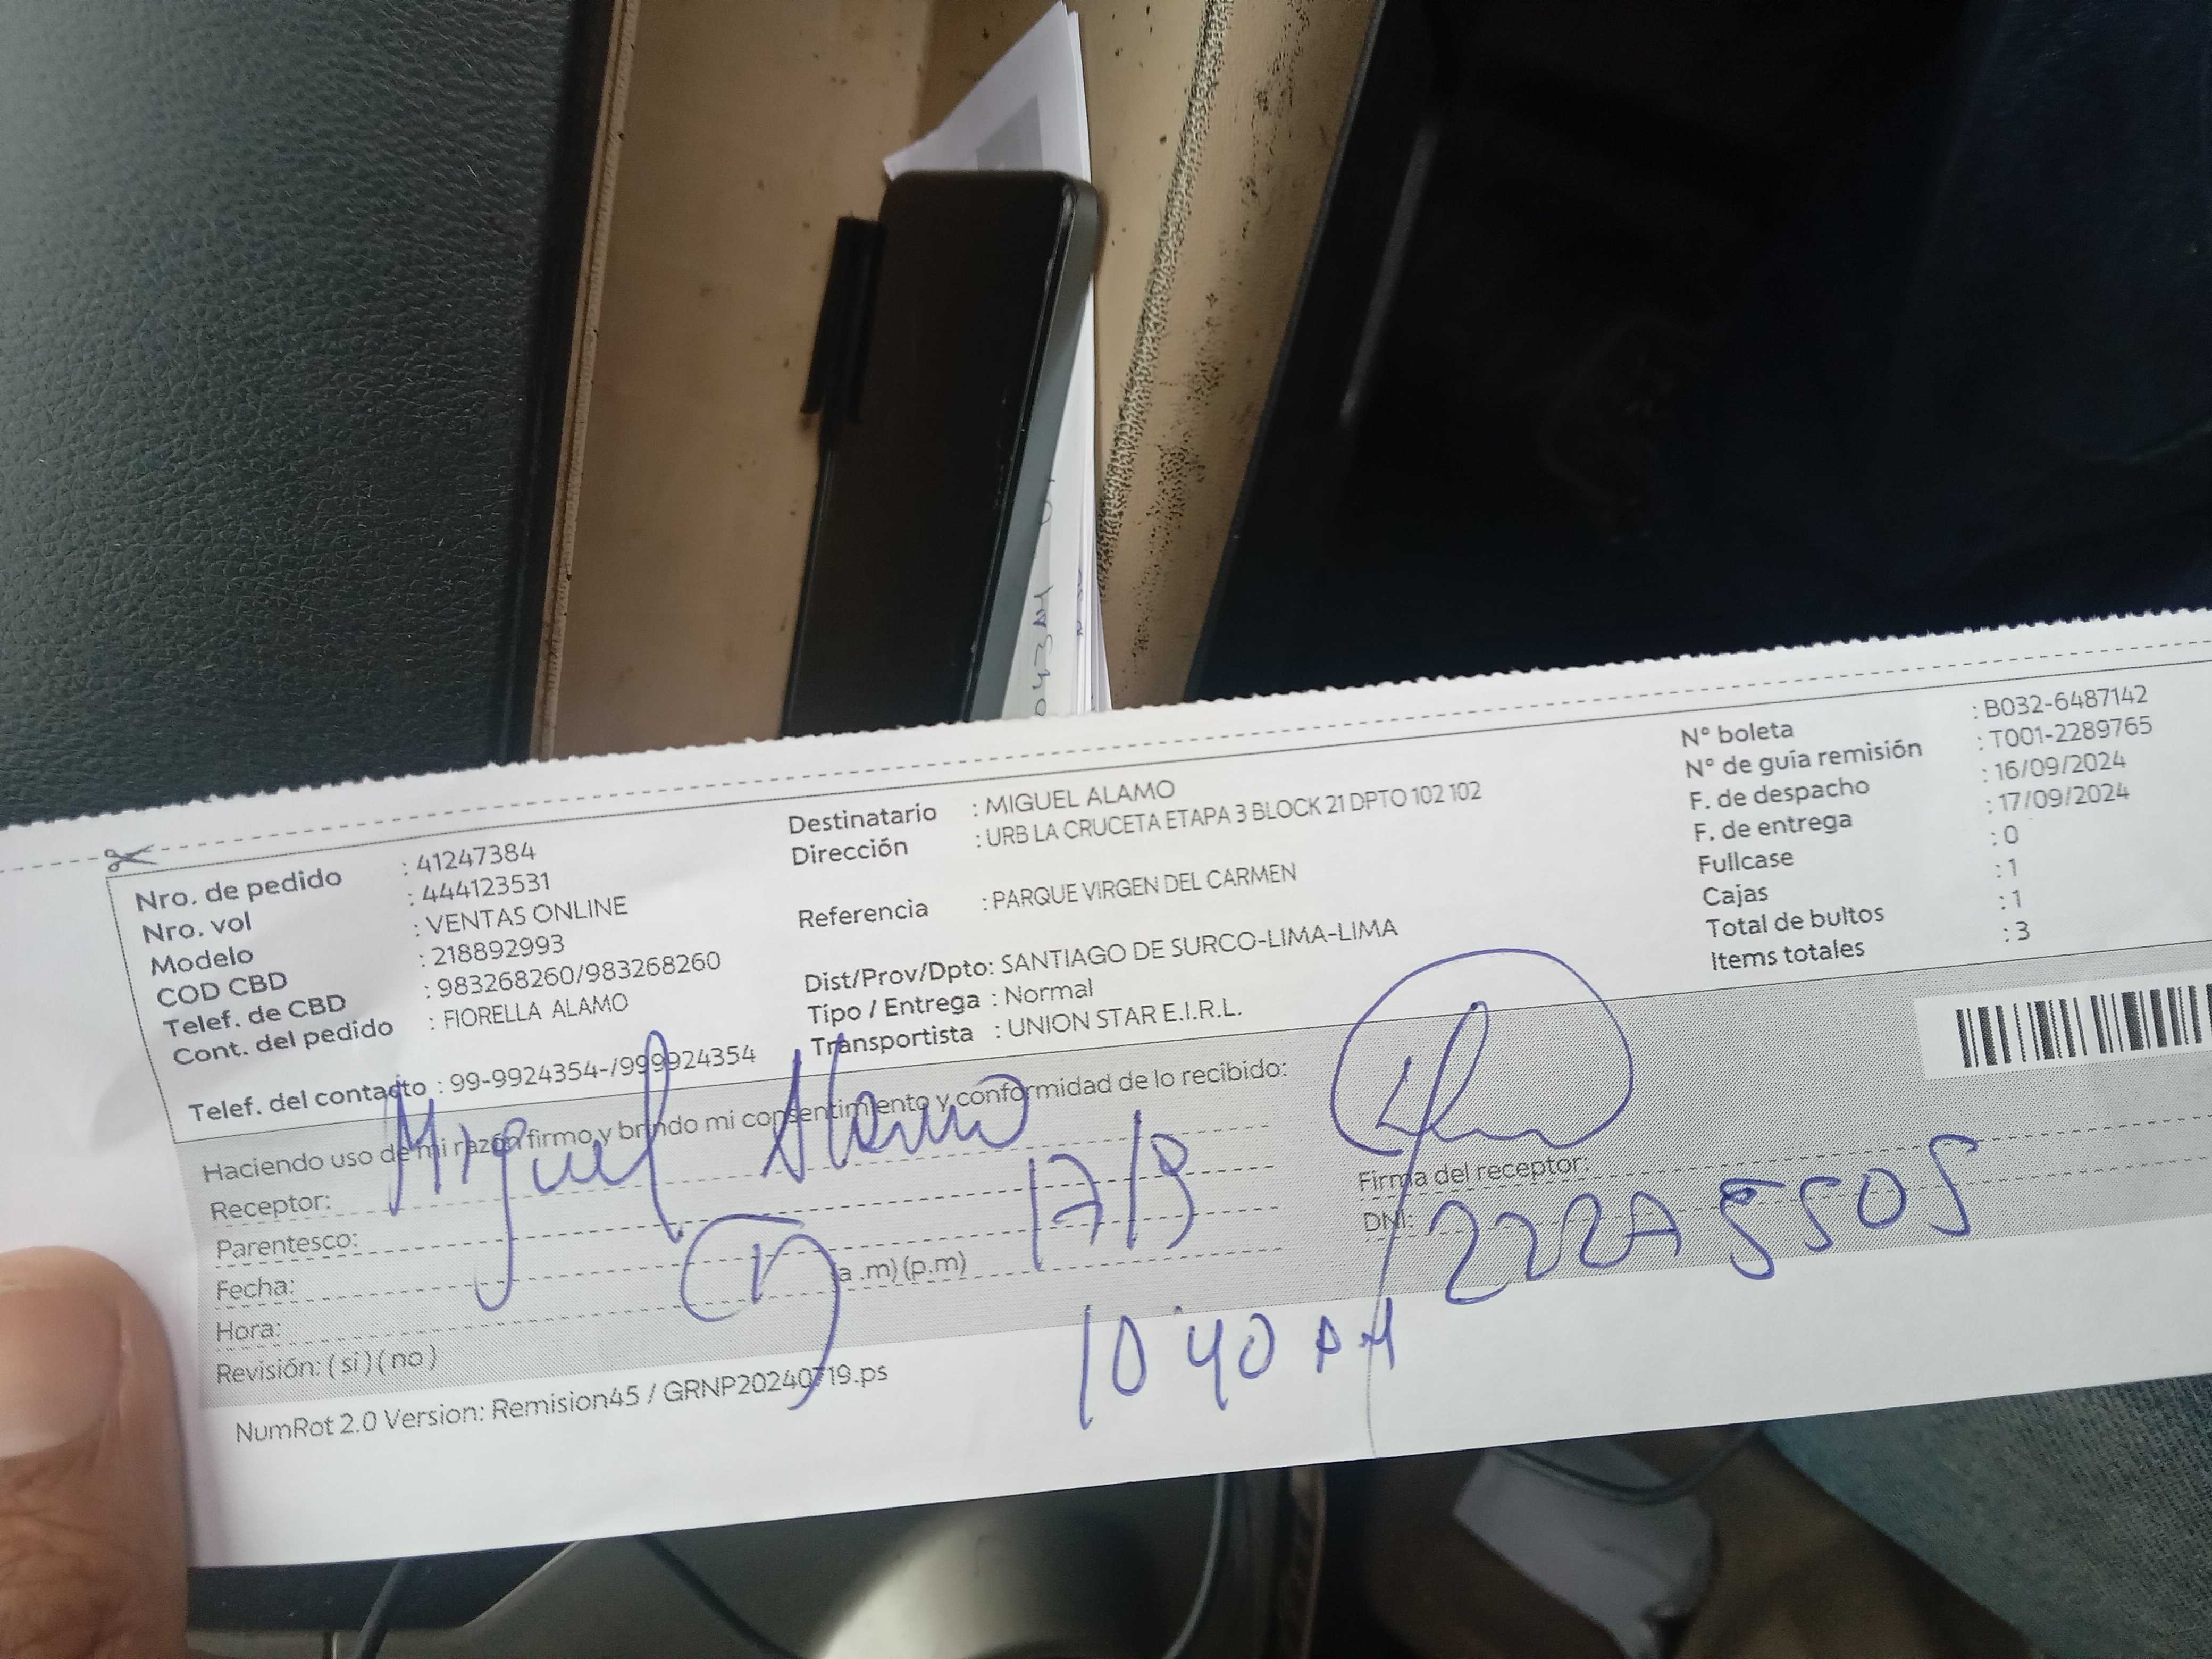 Nro. de pedido : 41247384
Nro. vol : 444123531
Modelo : VENTAS ONLINE
COD CBD : 218892993
Telef. de CBD : 983268260/983268260
Cont. del pedido : FIORELLA ALAMO
Telef. del contacto : 99-9924354-/999924354
Destinatario : MIGUEL ALAMO
Dirección : URB LA CRUCETA ETAPA 3 BLOCK 21 DPTO 102 102
Referencia : PARQUE VIRGEN DEL CARMEN
Dist/Prov/Dpto: SANTIAGO DE SURCO-LIMA-LIMA
Tipo / Entrega : Normal
Transportista : UNION STAR E.I.R.L.
N° boleta : B032-6487142
N° de guía remisión : T001-2289765
F. de despacho : 16/09/2024
F. de entrega : 17/09/2024
Fullcase : 0
Cajas : 1
Total de bultos : 1
Items totales : 3
Haciendo uso de mi razón firmo y brindo mi consentimiento y conformidad de lo recibido:
Receptor: Miguel Alamo
Parentesco:
Fecha: 17/9
Hora: (a.m) (p.m)
10:40 AM
Revisión: (si) (no)
Firma del receptor:
DNI:
NumRot 2.0 Version: Remision45 / GRNP20240719.ps